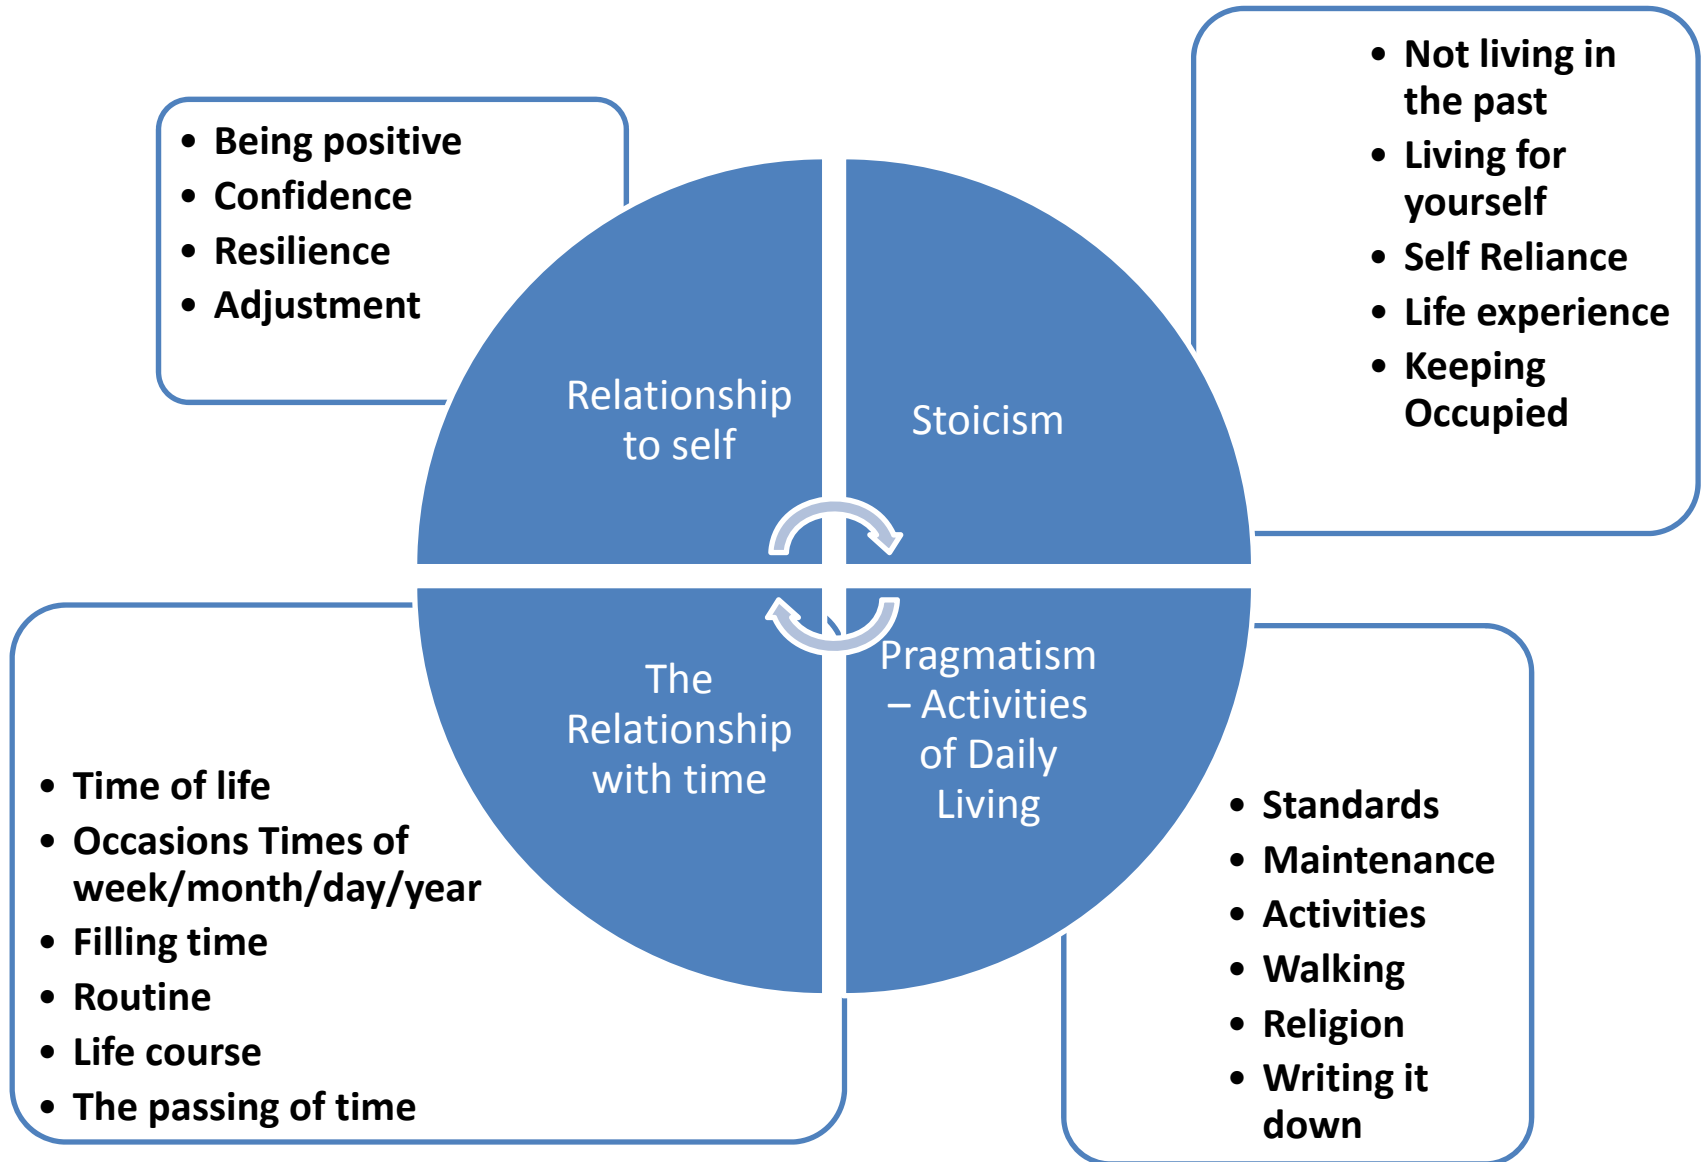 • Being positive
• Confidence
• Resilience
• Adjustment
• Not living in
the past
• Living for
yourself
• Self Reliance
• Life experience
• Keeping
Occupied
Relationship
to self
Stoicism
The
Relationship
with time
Pragmatism
– Activities
of Daily
Living
• Time of life
• Occasions Times of
week/month/day/year
• Filling time
• Routine
• Life course
• The passing of time
• Standards
• Maintenance
• Activities
• Walking
• Religion
• Writing it
down